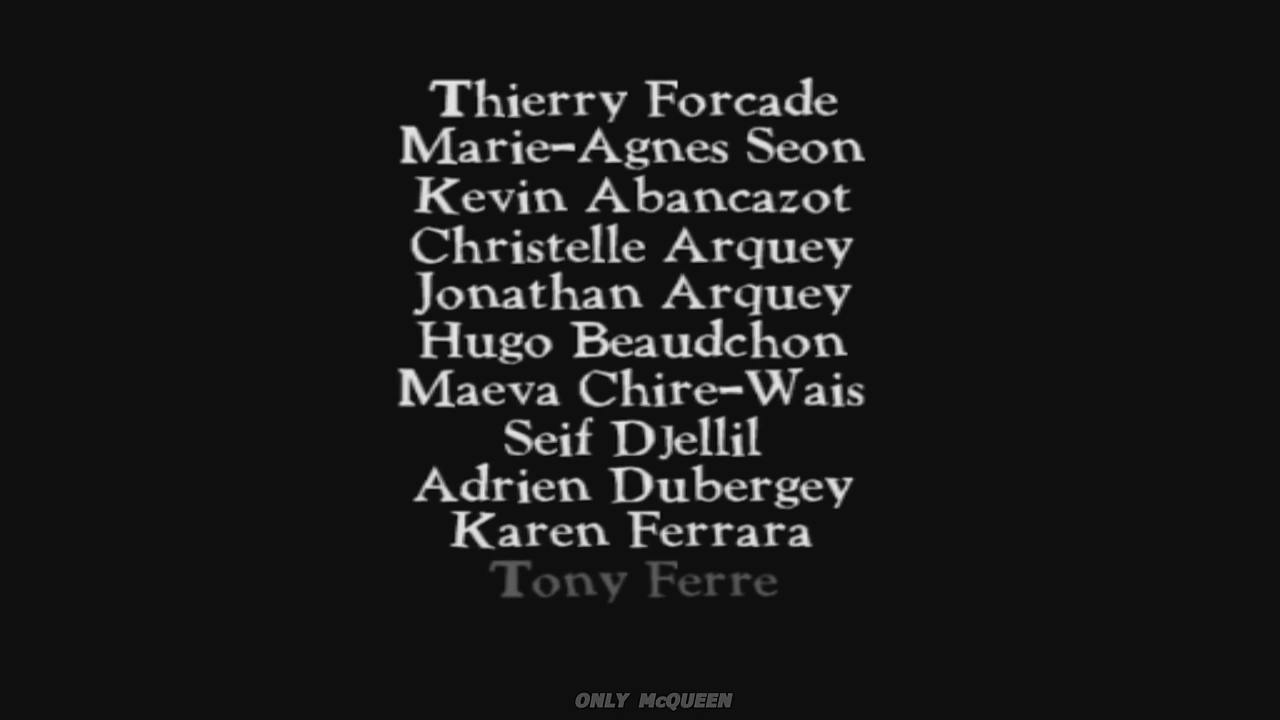 Thierry Forcade
Marie-Agnes Seon
Kevin Abancazot
Christelle Arquey
Jonathan Arquey
Hugo Beaudchon
Maeva Chire-Wais
Seif DJellil
Adrien Dubergey
Karen Ferrara
Tony Ferre
ONLY McQUEEN